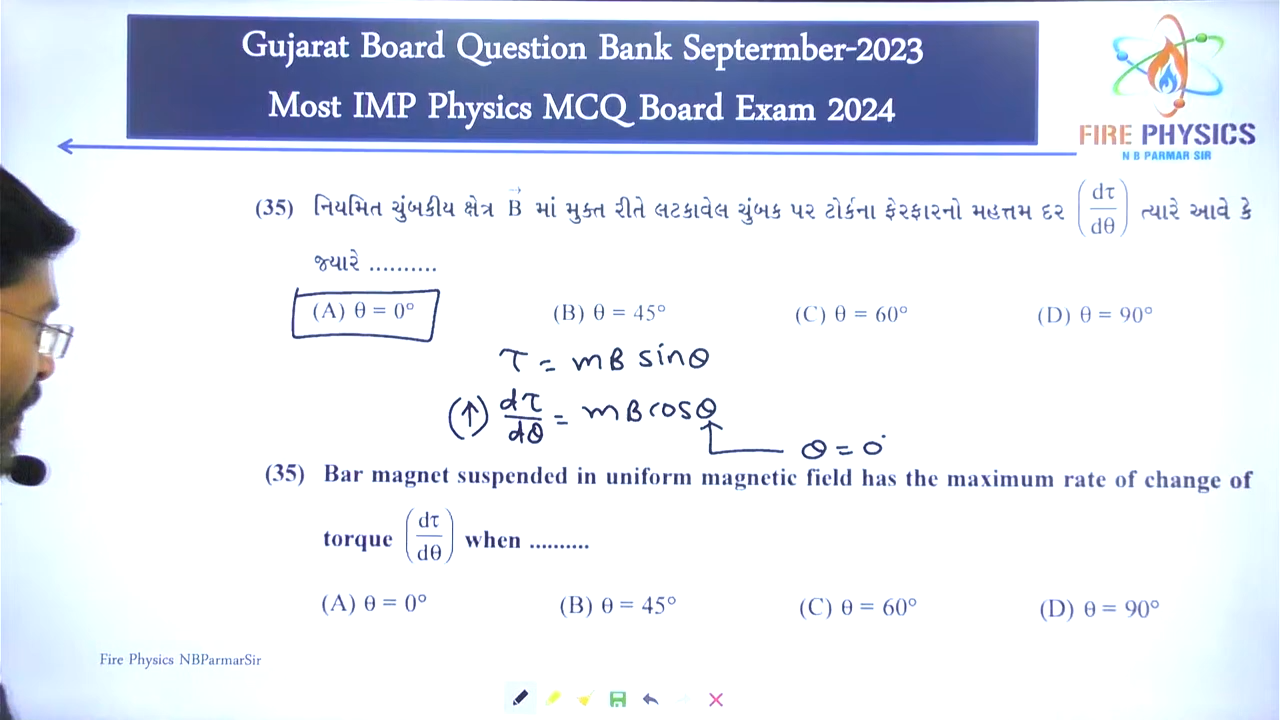 Gujarat Board Question Bank Septermber-2023
Most IMP Physics MCQ Board Exam 2024
FIRE PHYSICS
N B PARMAR SIR
(35) નિયમિત ચુંબકીય ક્ષેત્ર B⃗ માં મુક્ત રીતે લટકાવેલ ચુંબક પર ટોર્કના ફેરફારનો મહત્તમ દર (dτ/dθ) ત્યારે આવે કે
જ્યારે ..........
(A) θ = 0° (B) θ = 45° (C) θ = 60° (D) θ = 90°
τ = mB sinθ
(↑) dτ/dθ = mB cosθ
θ = 0°
(35) Bar magnet suspended in uniform magnetic field has the maximum rate of change of
torque (dτ/dθ) when ..........
(A) θ = 0° (B) θ = 45° (C) θ = 60° (D) θ = 90°
Fire Physics NBParmarSir